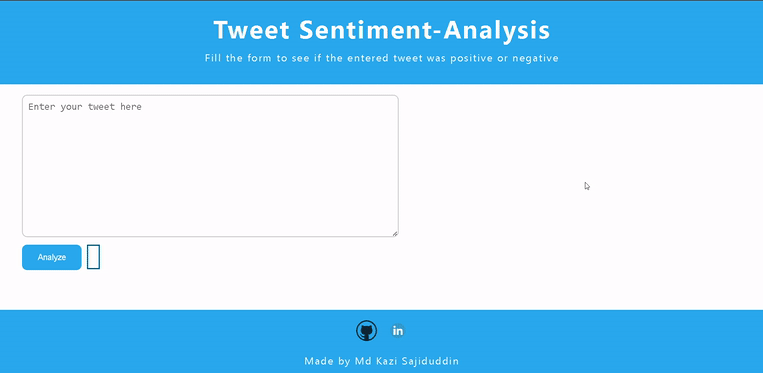 Tweet Sentiment-Analysis
Fill the form to see if the entered tweet was positive or negative
Enter your tweet here
Analyze
in
Made by Md Kazi Sajiduddin